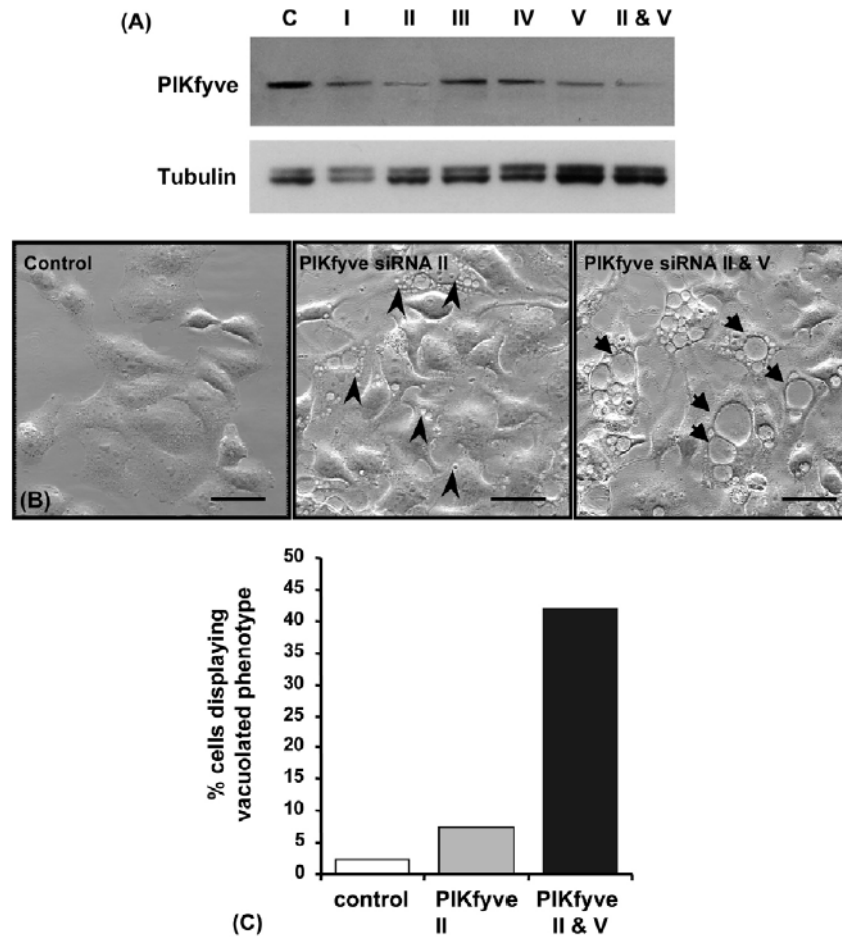 (A)
C I II III IV V II & V
PIKfyve
Tubulin
Control
PIKfyve siRNA II
PIKfyve siRNA II & V
(B)
50
45
40
35
30
25
20
15
10
5
0
% cells displaying
vacuolated phenotype
control PIKfyve PIKfyve
II II & V
(C)